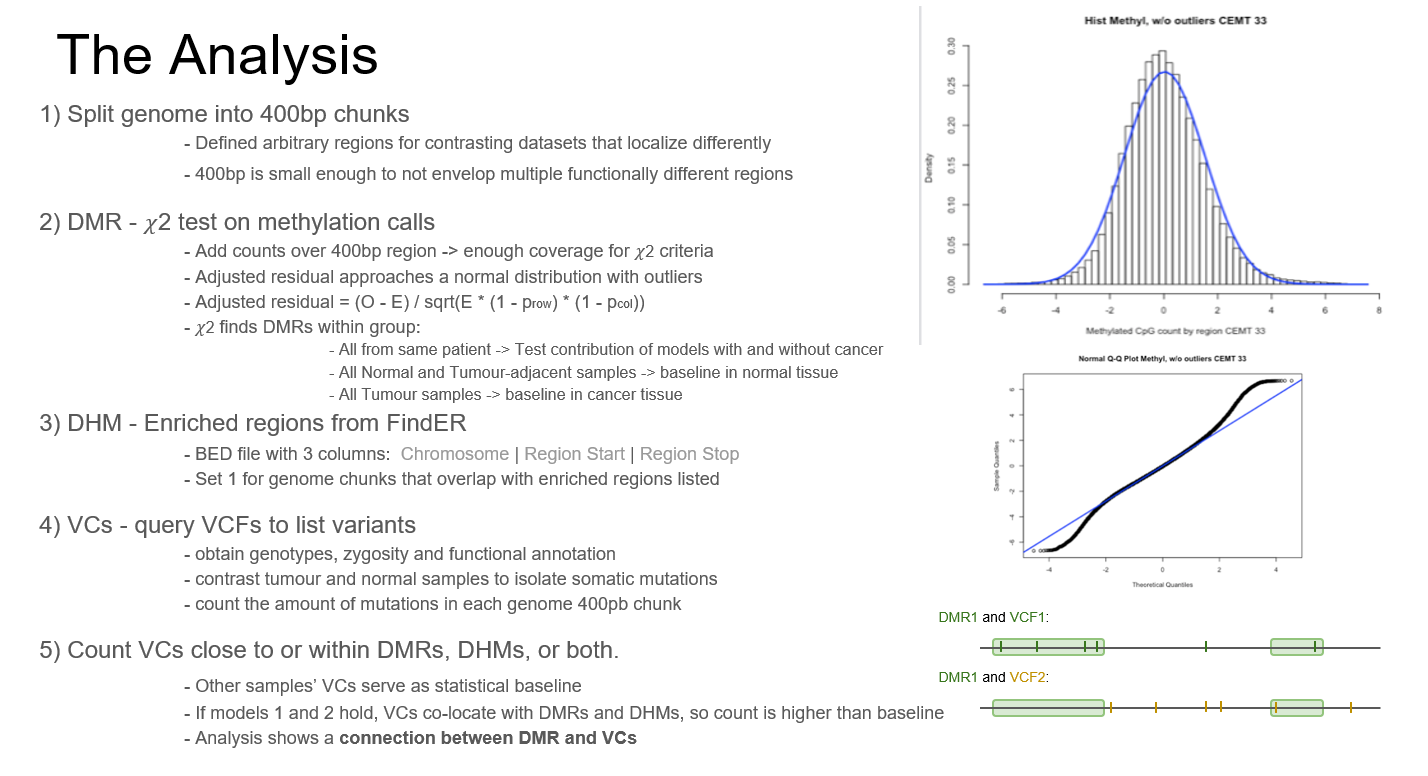 The Analysis
1) Split genome into 400bp chunks
- Defined arbitrary regions for contrasting datasets that localize differently
- 400bp is small enough to not envelop multiple functionally different regions
2) DMR - χ2 test on methylation calls
- Add counts over 400bp region -> enough coverage for χ2 criteria
- Adjusted residual approaches a normal distribution with outliers
- Adjusted residual = (O - E) / sqrt(E * (1 - prow) * (1 - pcol))
- χ2 finds DMRs within group:
- All from same patient -> Test contribution of models with and without cancer
- All Normal and Tumour-adjacent samples -> baseline in normal tissue
- All Tumour samples -> baseline in cancer tissue
3) DHM - Enriched regions from FindER
- BED file with 3 columns: Chromosome | Region Start | Region Stop
- Set 1 for genome chunks that overlap with enriched regions listed
4) VCs - query VCFs to list variants
- obtain genotypes, zygosity and functional annotation
- contrast tumour and normal samples to isolate somatic mutations
- count the amount of mutations in each genome 400pb chunk
5) Count VCs close to or within DMRs, DHMs, or both.
- Other samples’ VCs serve as statistical baseline
- If models 1 and 2 hold, VCs co-locate with DMRs and DHMs, so count is higher than baseline
- Analysis shows a connection between DMR and VCs
Hist Methyl, w/o outliers CEMT 33
Density
0.30
0.25
0.20
0.15
0.10
0.05
0.00
-6 -4 -2 0 2 4 6 8
Methylated CpG count by region CEMT 33
Normal Q-Q Plot Methyl, w/o outliers CEMT 33
Sample Quantiles
6
4
2
0
-2
-4
-6
-4 -2 0 2 4
Theoretical Quantiles
DMR1 and VCF1:
DMR1 and VCF2: